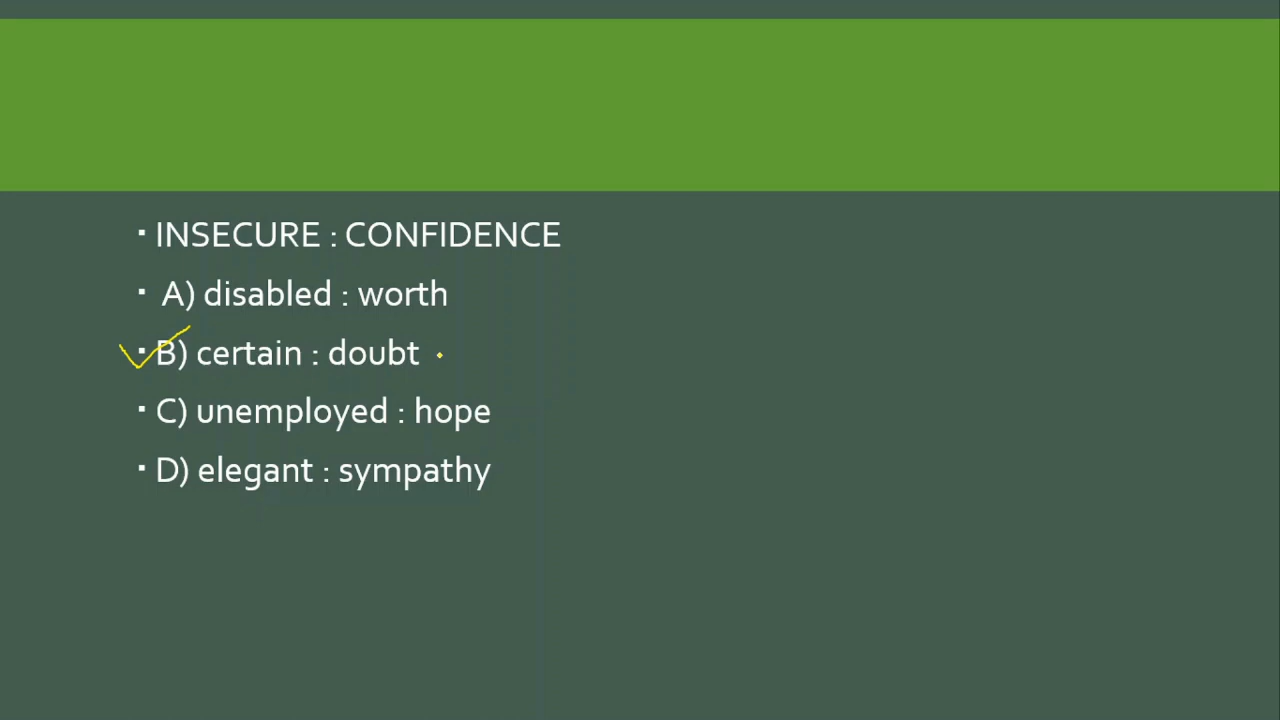 ▪ INSECURE : CONFIDENCE
▪ A) disabled : worth
▪ B) certain : doubt
▪ C) unemployed : hope
▪ D) elegant : sympathy